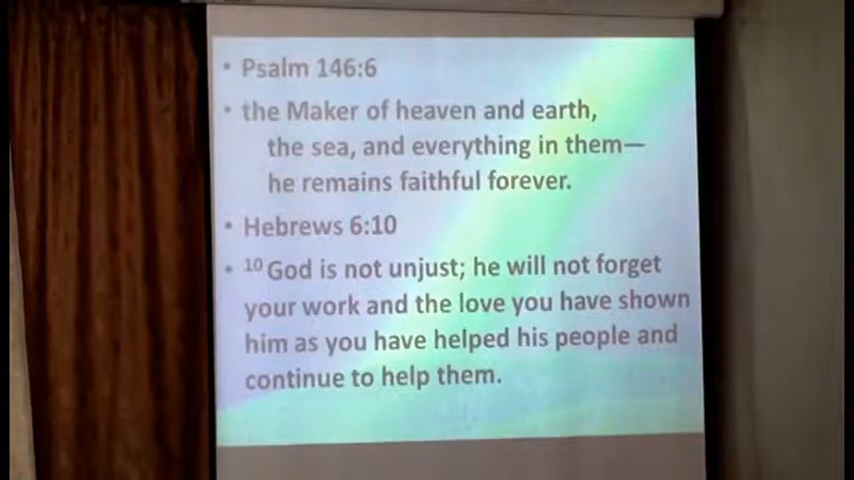 • Psalm 146:6
• the Maker of heaven and earth,
the sea, and everything in them—
he remains faithful forever.
• Hebrews 6:10
• ¹⁰ God is not unjust; he will not forget
your work and the love you have shown
him as you have helped his people and
continue to help them.